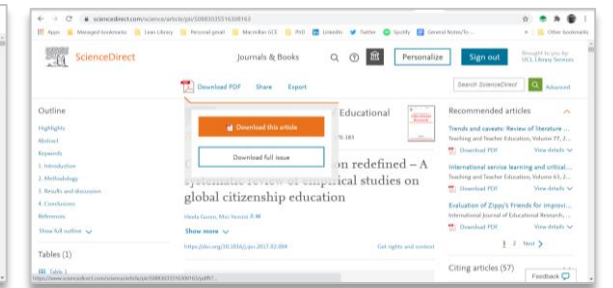 sciencedirect.com/science/article/pii/S0883035516308163
Apps Managed bookmarks Lean Library Personal gmail Macmillan GCE PhD LinkedIn Twitter Spotify General Notes/To-... Other bookmarks
ScienceDirect
Journals & Books
Personalize
Sign out
Brought to you by:
UCL Library Services
Download PDF Share Export
Search ScienceDirect
Advanced
Outline
Highlights
Abstract
Keywords
1. Introduction
2. Methodology
3. Results and discussion
4. Conclusions
References
Show full outline
Tables (1)
Table 1
Download this article
Download full issue
Educational
on redefined – A
systematic review of empirical studies on
global citizenship education
Show more
Get rights and content
Recommended articles
Trends and caveats: Review of literature ...
Teaching and Teacher Education, Volume 77, 2...
Download PDF View details
International service learning and critical...
Teaching and Teacher Education, Volume 63, 2...
Download PDF View details
Evaluation of Zippy's Friends for improvi...
International Journal of Educational Research, ...
Download PDF View details
1 2 Next
Citing articles (57)
Feedback